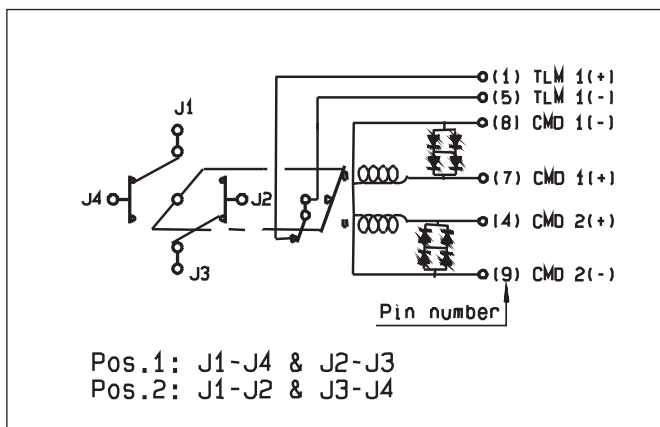 (1) TLM 1(+)
(5) TLM 1(-)
(8) CMD 1(-)
J1
(7) CMD 1(+)
J4
J2
(4) CMD 2(+)
J3
(9) CMD 2(-)
Pin number
Pos.1: J1-J4 & J2-J3
Pos.2: J1-J2 & J3-J4